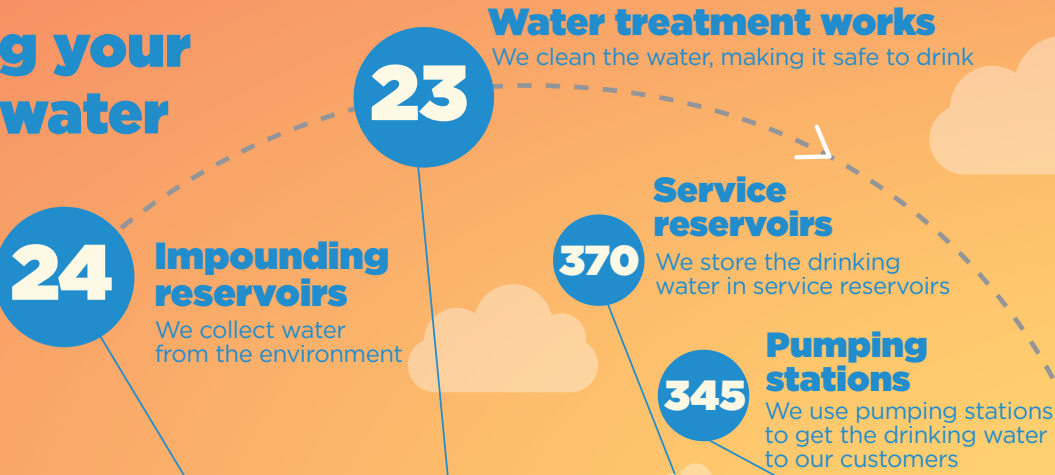 g your
water
23
Water treatment works
We clean the water, making it safe to drink
24
Impounding
reservoirs
We collect water
from the environment
370
Service
reservoirs
We store the drinking
water in service reservoirs
345
Pumping
stations
We use pumping stations
to get the drinking water
to our customers